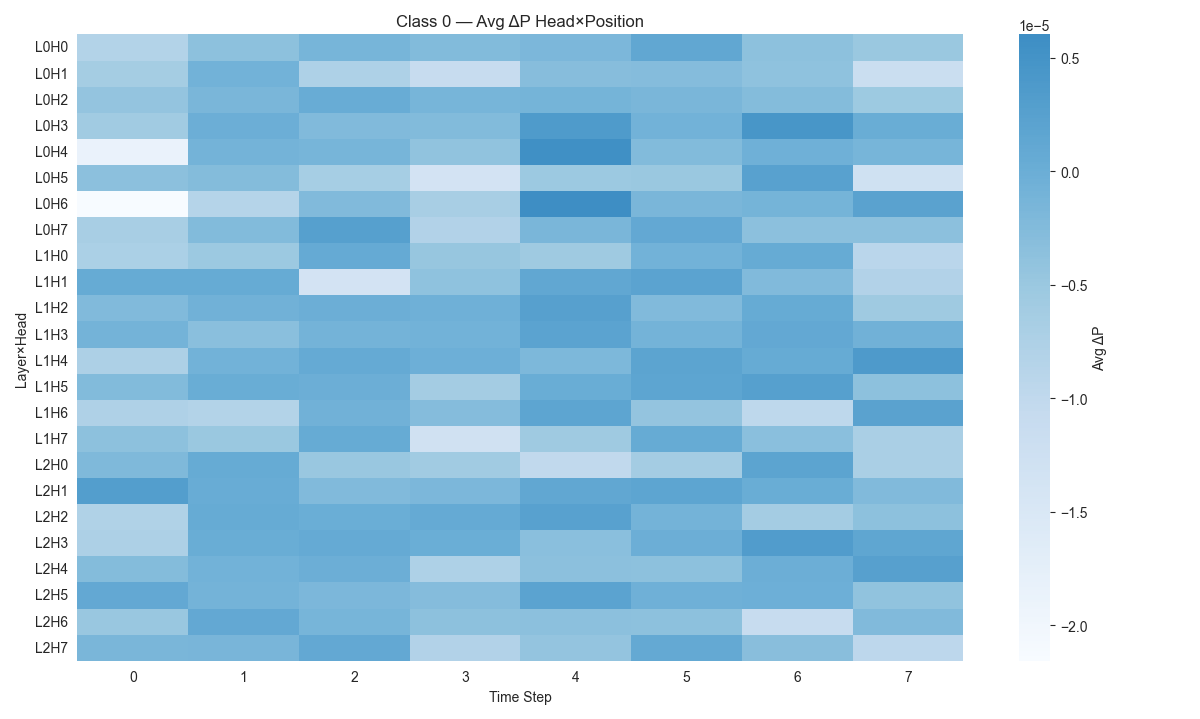 Class 0 — Avg ΔP Head×Position
1e−5
L0H0
L0H1
L0H2
L0H3
L0H4
L0H5
L0H6
L0H7
L1H0
L1H1
L1H2
L1H3
L1H4
L1H5
L1H6
L1H7
L2H0
L2H1
L2H2
L2H3
L2H4
L2H5
L2H6
L2H7
Layer×Head
0 1 2 3 4 5 6 7
Time Step
0.5
0.0
−0.5
−1.0
−1.5
−2.0
Avg ΔP